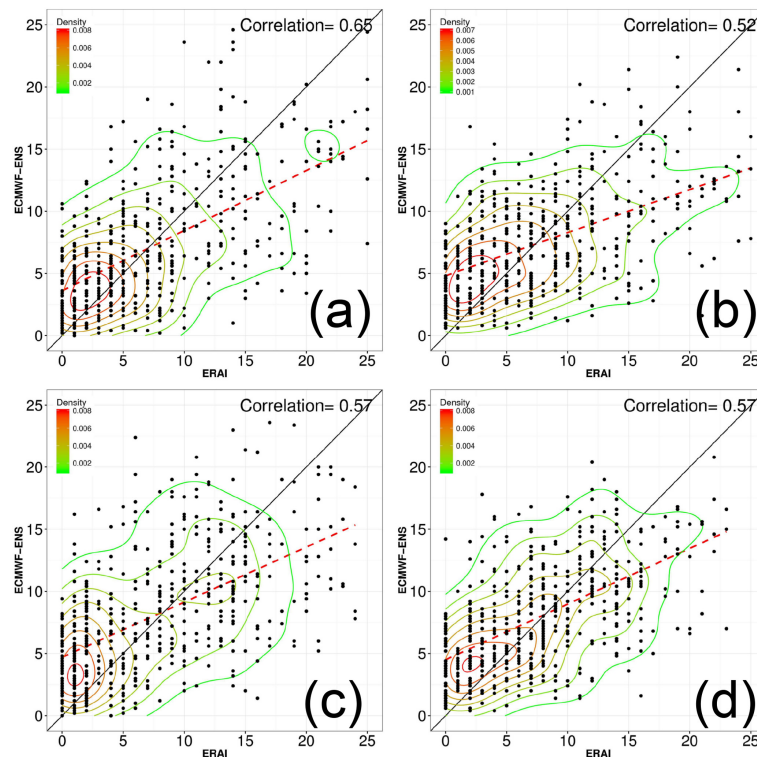 Correlation= 0.65
Density
0.008
0.006
0.004
0.002
25
20
15
10
5
0
ECMWF−ENS
0 5 10 15 20 25
ERAI
(a)
Correlation= 0.52
Density
0.007
0.006
0.005
0.004
0.003
0.002
0.001
25
20
15
10
5
0
ECMWF−ENS
0 5 10 15 20 25
ERAI
(b)
Correlation= 0.57
Density
0.008
0.006
0.004
0.002
25
20
15
10
5
0
ECMWF−ENS
0 5 10 15 20 25
ERAI
(c)
Correlation= 0.57
Density
0.008
0.006
0.004
0.002
25
20
15
10
5
0
ECMWF−ENS
0 5 10 15 20 25
ERAI
(d)